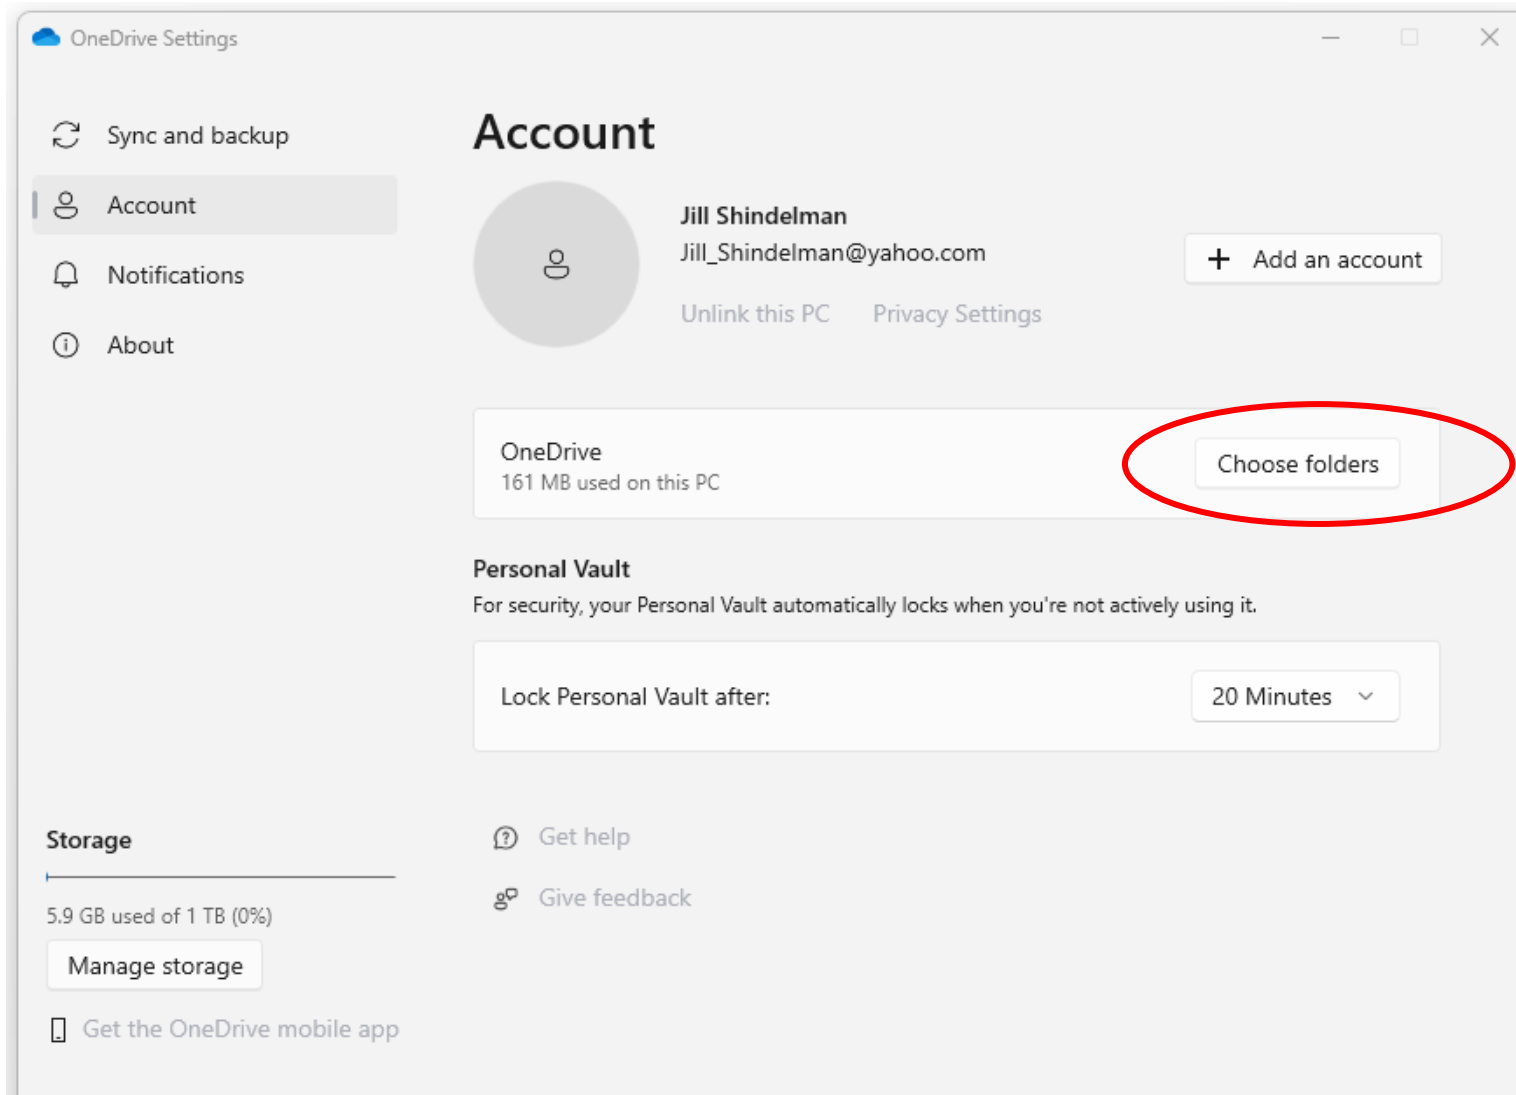 OneDrive Settings
Sync and backup
Account
Notifications
About
Account
Jill Shindelman
Jill_Shindelman@yahoo.com
Unlink this PC Privacy Settings
Add an account
OneDrive
161 MB used on this PC
Choose folders
Personal Vault
For security, your Personal Vault automatically locks when you're not actively using it.
Lock Personal Vault after:
20 Minutes
Get help
Give feedback
Storage
5.9 GB used of 1 TB (0%)
Manage storage
Get the OneDrive mobile app